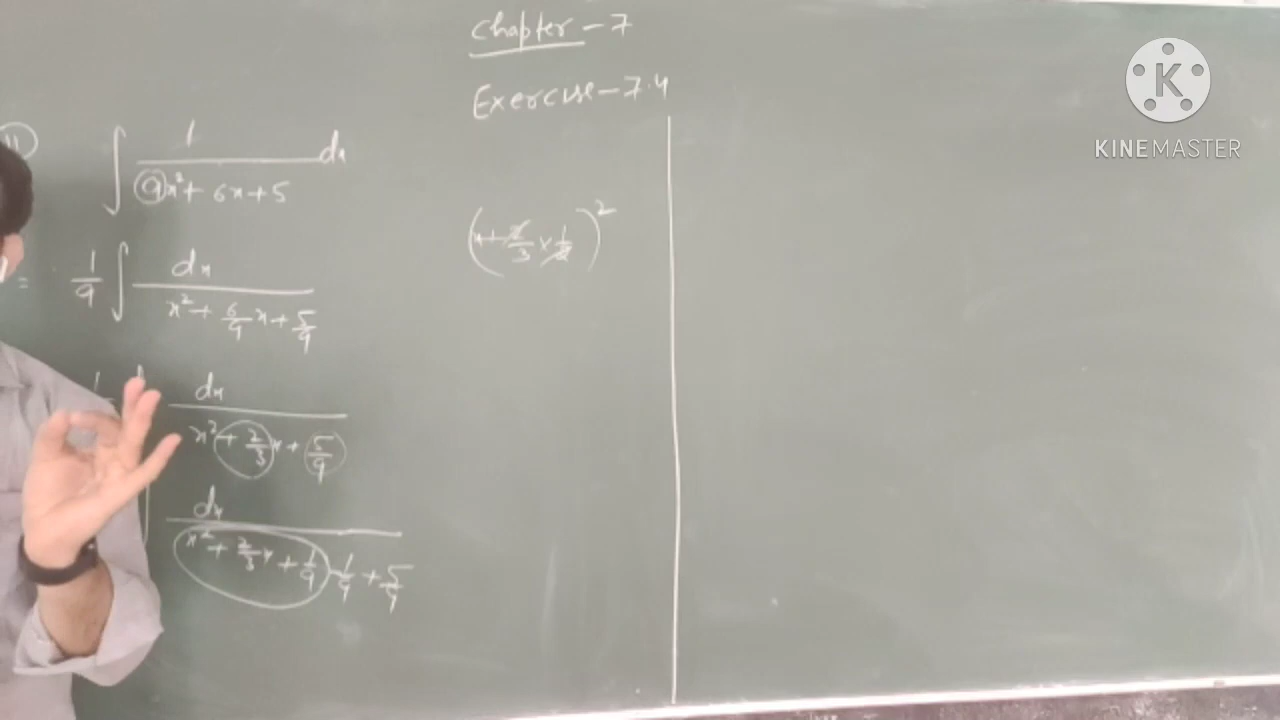 Chapter - 7
Exercise - 7.4
11
∫ 1 / (9x² + 6x + 5) dx
= 1/9 ∫ dx / (x² + 6/9 x + 5/9)
dx / (x² + 2/3 x + 5/9)
dx / (x² + 2/3 x + 1/9 - 1/9 + 5/9)
(x + 2/3 × 1/2)²
K
KINEMASTER